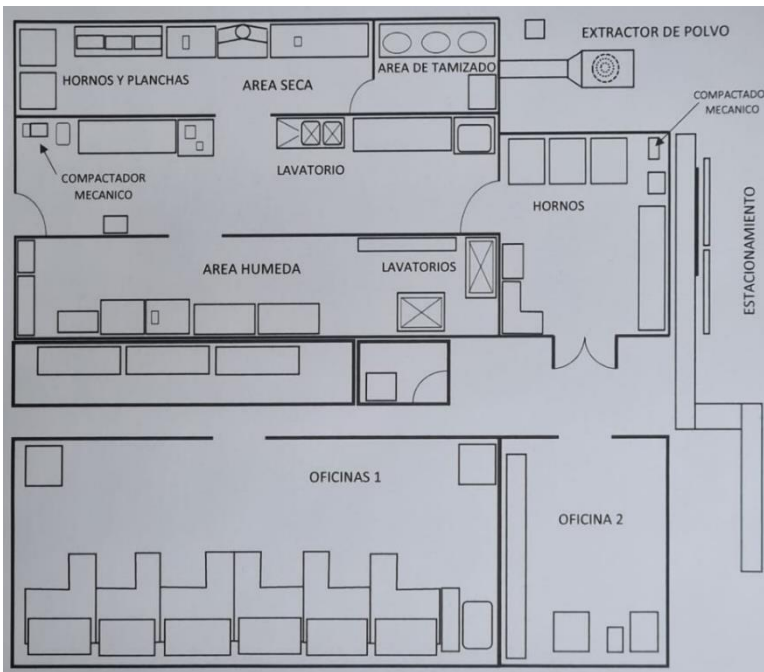 EXTRACTOR DE POLVO
HORNOS Y PLANCHAS
AREA SECA
AREA DE TAMIZADO
COMPACTADO
MECANICO
LAVATORIO
COMPACTADOR
MECANICO
HORNOS
ESTACIONAMIENTO
AREA HUMEDA
LAVATORIOS
OFICINAS 1
OFICINA 2